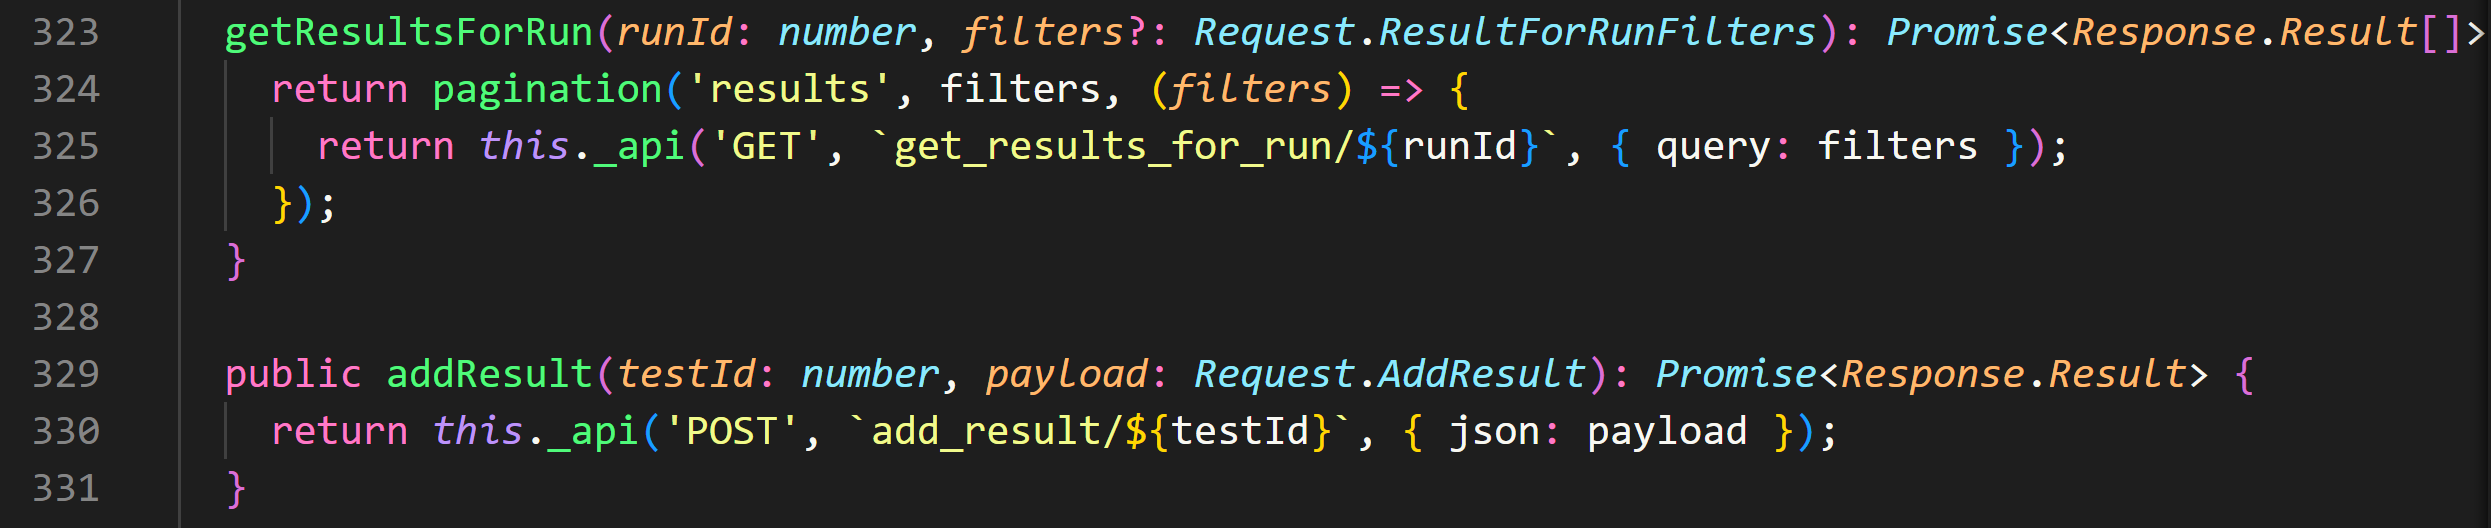 323 getResultsForRun(runId: number, filters?: Request.ResultForRunFilters): Promise<Response.Result[]>
324 return pagination('results', filters, (filters) => {
325 return this._api('GET', `get_results_for_run/${runId}`, { query: filters });
326 });
327 }
328
329 public addResult(testId: number, payload: Request.AddResult): Promise<Response.Result> {
330 return this._api('POST', `add_result/${testId}`, { json: payload });
331 }